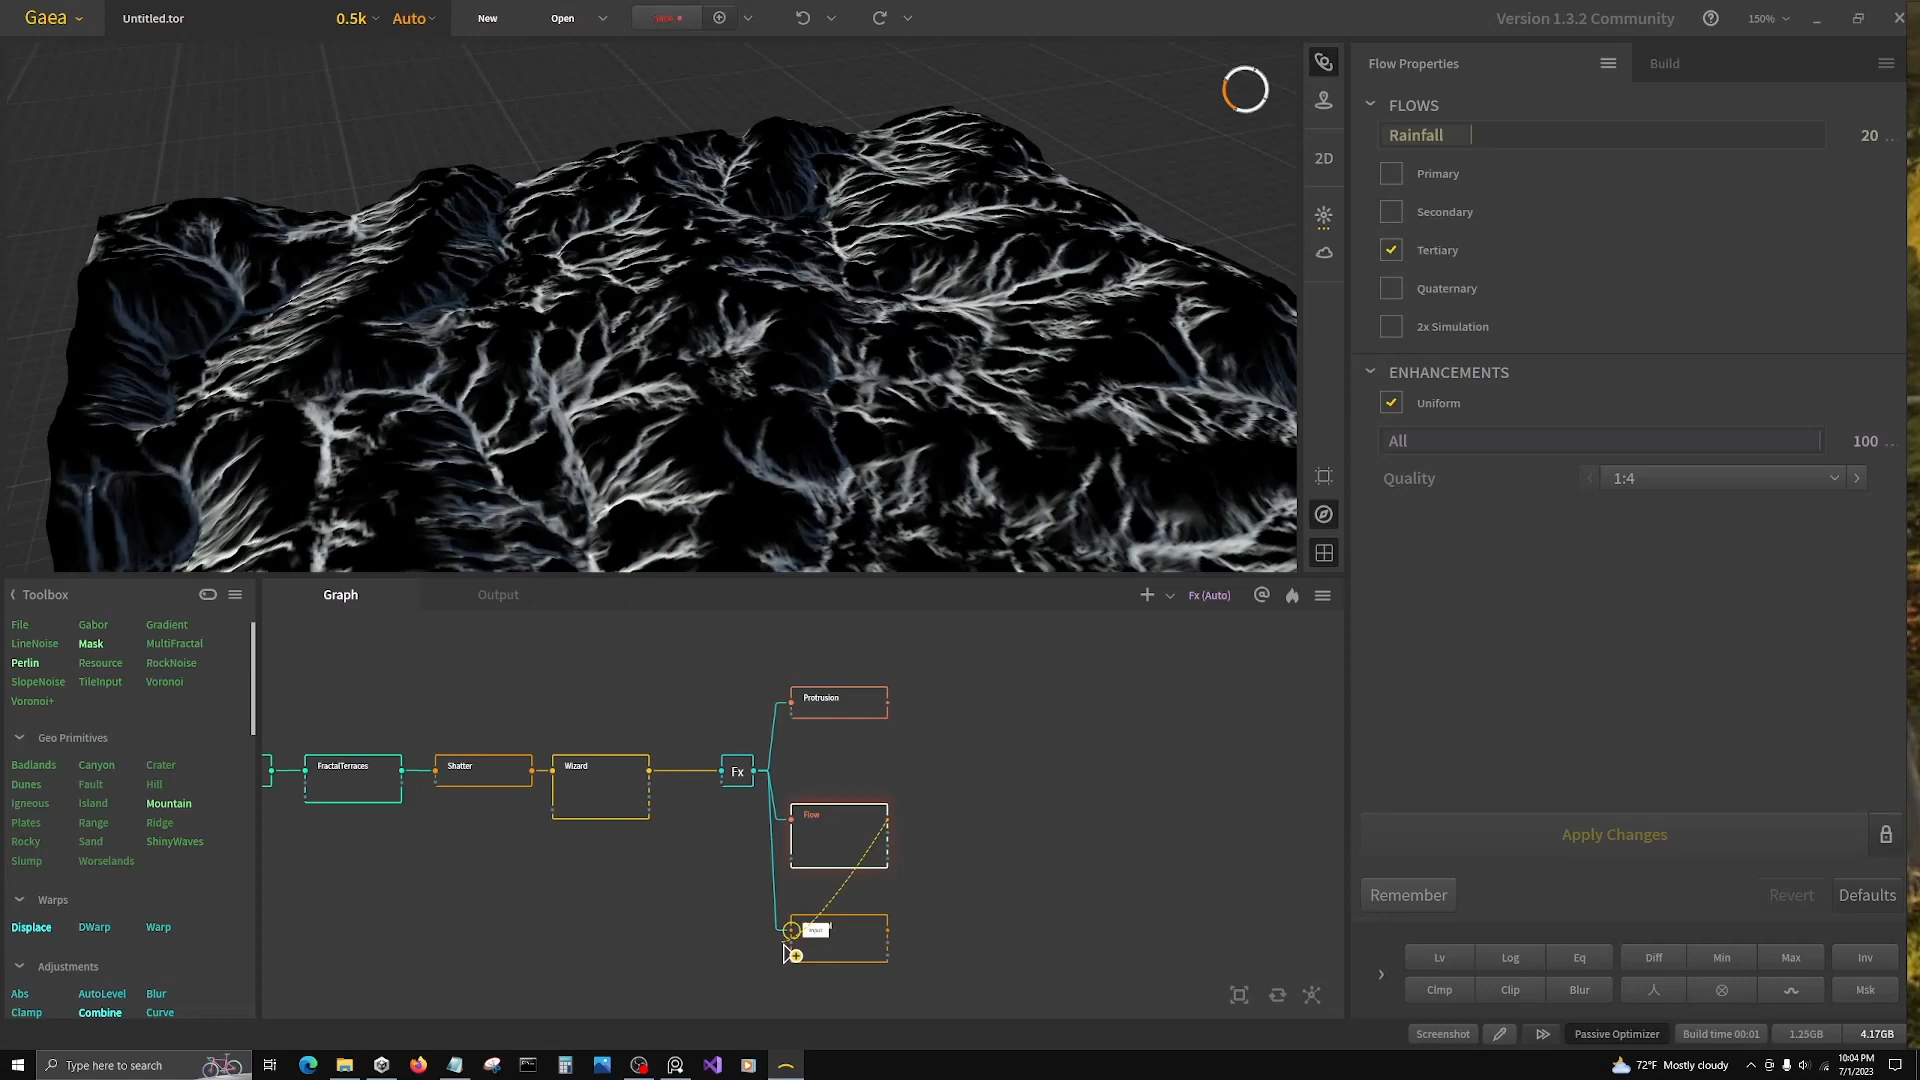 Gaea
Untitled.tor
0.5k
Auto
New
Open
Version 1.3.2 Community
150%
Flow Properties
Build
FLOWS
Rainfall
20 ..
Primary
Secondary
Tertiary
Quaternary
2x Simulation
ENHANCEMENTS
Uniform
All
100 ..
Quality
1:4
2D
Toolbox
Graph
Output
Fx (Auto)
File Gabor Gradient
LineNoise Mask MultiFractal
Perlin Resource RockNoise
SlopeNoise TileInput Voronoi
Voronoi+
Geo Primitives
Badlands Canyon Crater
Dunes Fault Hill
Igneous Island Mountain
Plates Range Ridge
Rocky Sand ShinyWaves
Slump Worselands
Warps
Displace DWarp Warp
Adjustments
Abs AutoLevel Blur
Clamp Combine Curve
FractalTerraces
Shatter
Wizard
Fx
Protrusion
Flow
Input
Apply Changes
Remember
Revert
Defaults
Lv Log Eq Diff Min Max Inv
Clmp Clip Blur Msk
Screenshot
Passive Optimizer
Build time 00:01
1.25GB
4.17GB
Type here to search
72°F Mostly cloudy
10:04 PM
7/1/2023